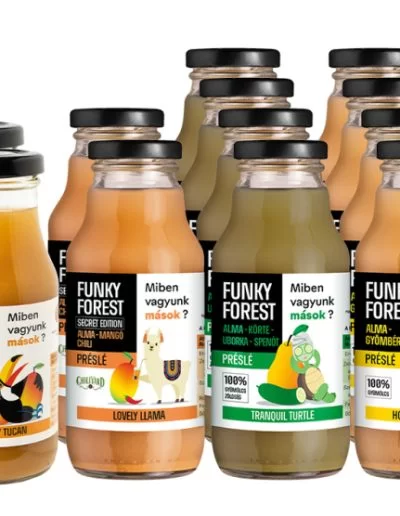 Miben
vagyunk
mások ?
TUCAN
FUNKY
FOREST
SECRET EDITION
ALMA-MANGÓ
CHILI
PRÉSLÉ
Miben
vagyunk
mások ?
CHILIYARD
LOVELY LLAMA
FUNKY
FOREST
ALMA-KÖRTE-
UBORKA-SPENÓT
PRÉSLÉ
100%
GYÜMÖLCS
ZÖLDSÉG
Miben
vagyunk
mások ?
TRANQUIL TURTLE
FUNKY
FOREST
ALMA-
GYÖMBÉR
PRÉSLÉ
100%
GYÜMÖLCS